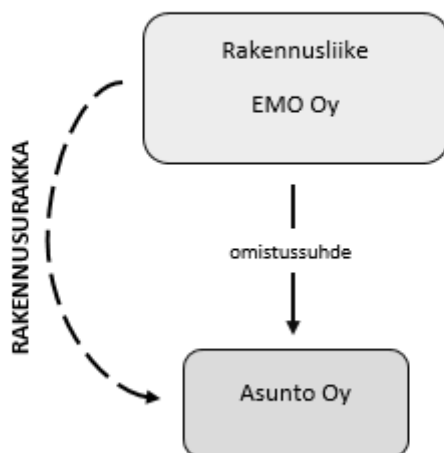 Rakennusliike
EMO Oy
RAKENNUSURAKKA
omistussuhde
Asunto Oy